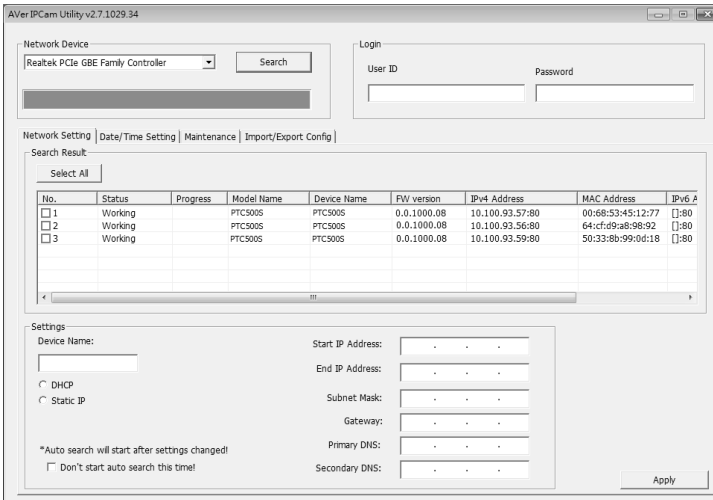 AVer IPCam Utility v2.7.1029.34
Network Device
Realtek PCIe GBE Family Controller
Search
Login
User ID
Password
Network Setting Date/Time Setting Maintenance Import/Export Config
Search Result
Select All
No. Status Progress Model Name Device Name FW version IPv4 Address MAC Address IPv6 A
1 Working PTC500S PTC500S 0.0.1000.08 10.100.93.57:80 00:68:53:45:12:77 []:80
2 Working PTC500S PTC500S 0.0.1000.08 10.100.93.56:80 64:cf:d9:a8:98:92 []:80
3 Working PTC500S PTC500S 0.0.1000.08 10.100.93.59:80 50:33:8b:99:0d:18 []:80
Settings
Device Name:
DHCP
Static IP
*Auto search will start after settings changed!
Don't start auto search this time!
Start IP Address: . . .
End IP Address: . . .
Subnet Mask: . . .
Gateway: . . .
Primary DNS: . . .
Secondary DNS: . . .
Apply